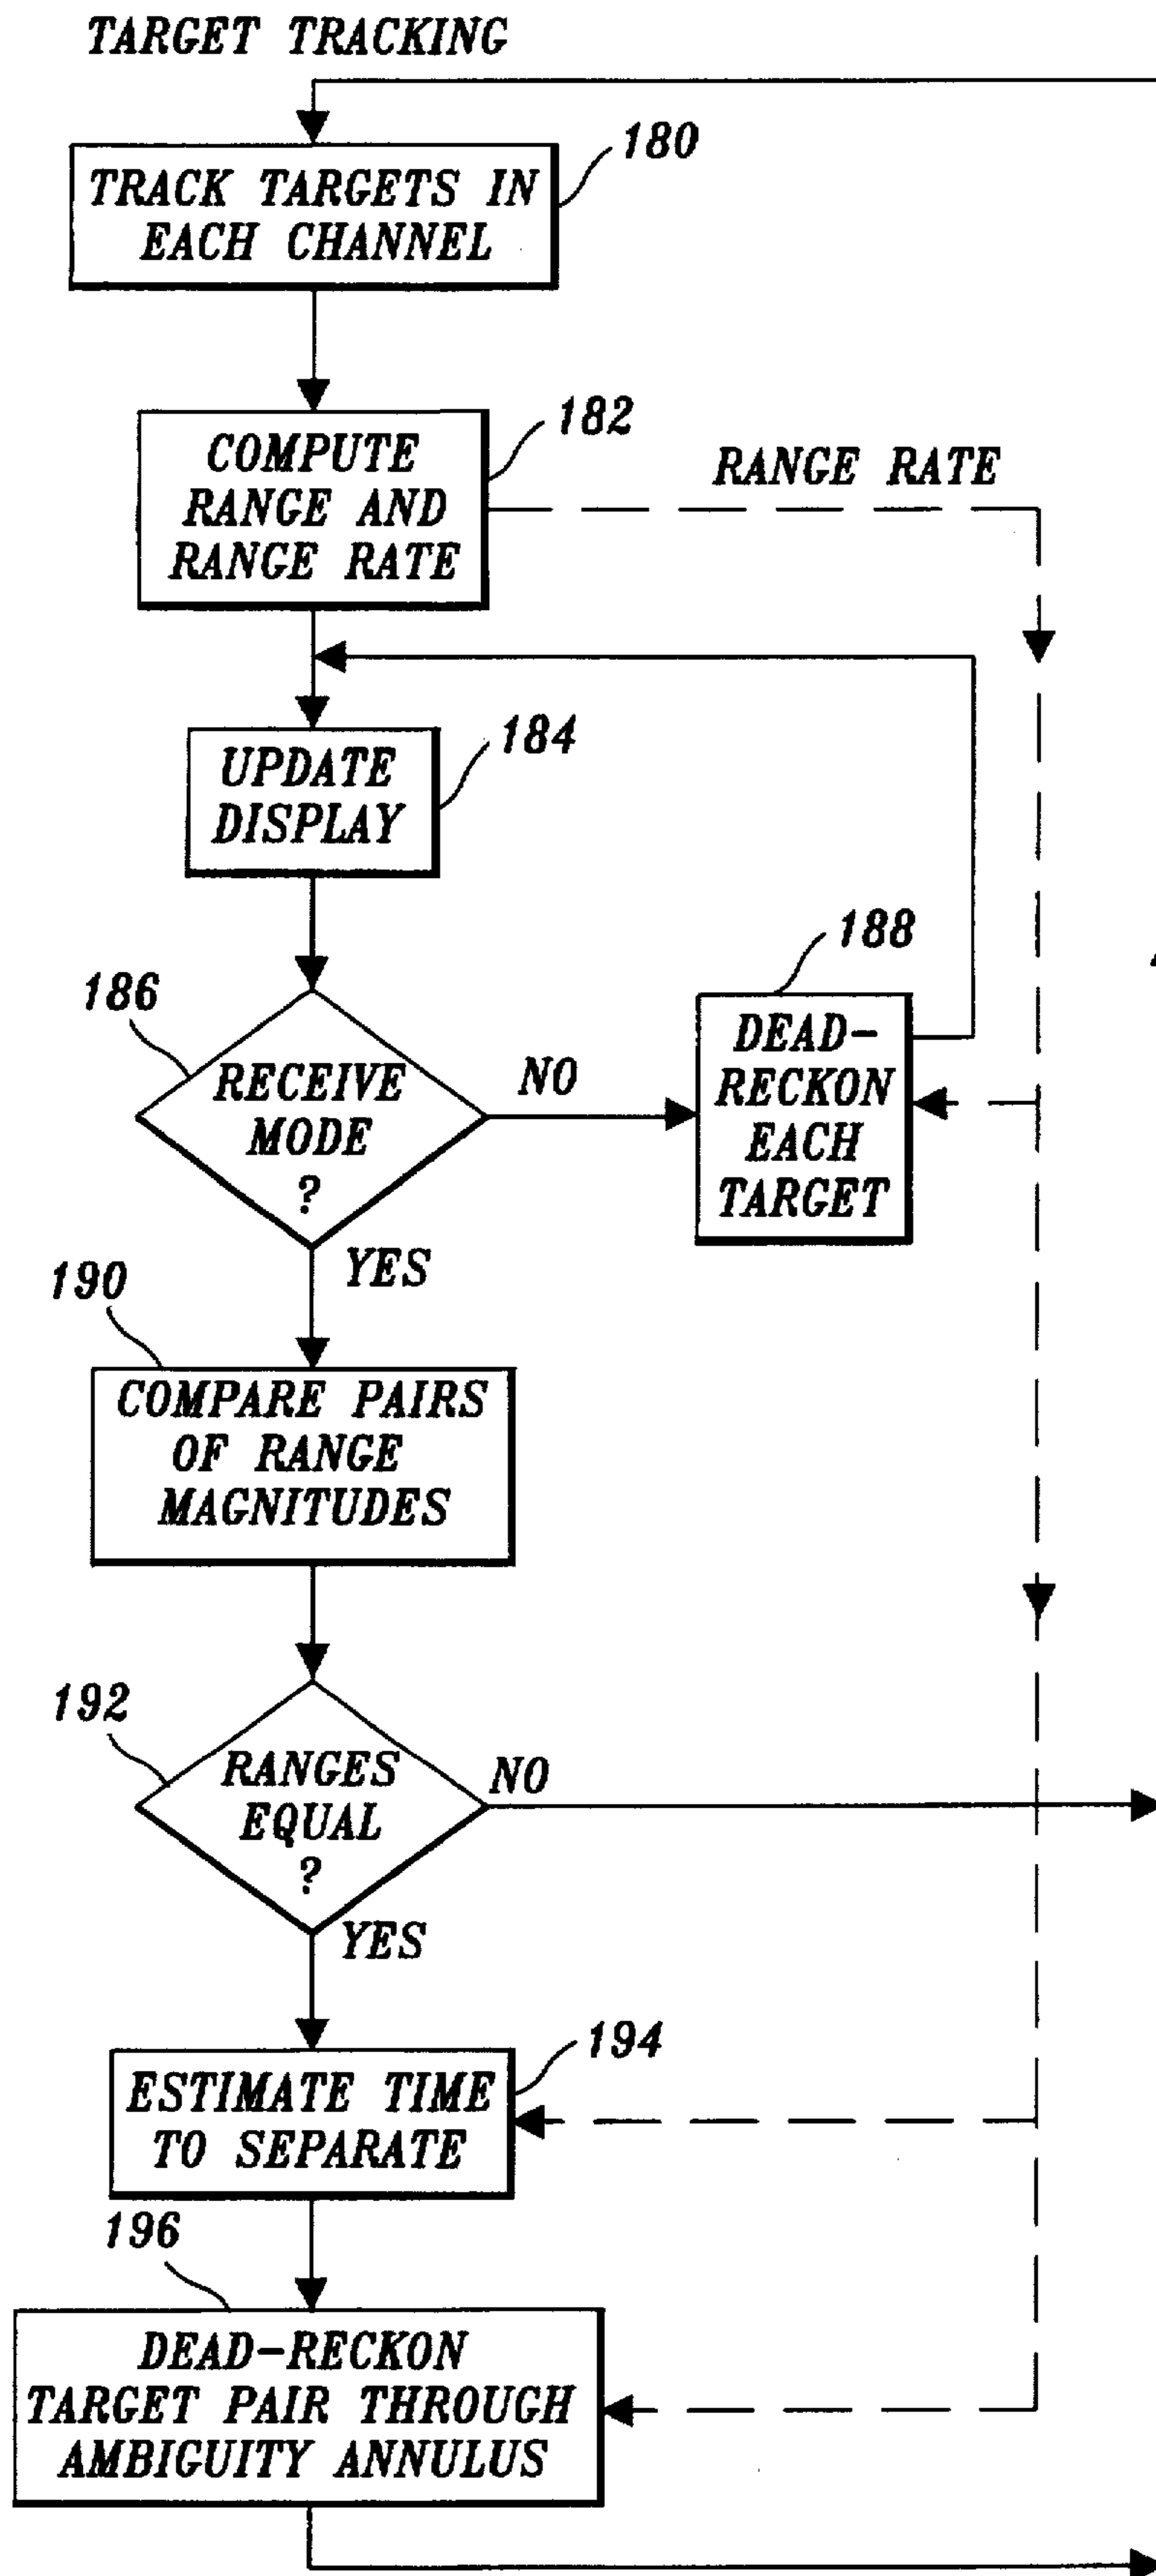 TARGET TRACKING
180
TRACK TARGETS IN
EACH CHANNEL
182
COMPUTE
RANGE AND
RANGE RATE
RANGE RATE
184
UPDATE
DISPLAY
186
RECEIVE
MODE
?
NO
YES
188
DEAD-
RECKON
EACH
TARGET
190
COMPARE PAIRS
OF RANGE
MAGNITUDES
192
RANGES
EQUAL
?
NO
YES
194
ESTIMATE TIME
TO SEPARATE
196
DEAD-RECKON
TARGET PAIR THROUGH
AMBIGUITY ANNULUS